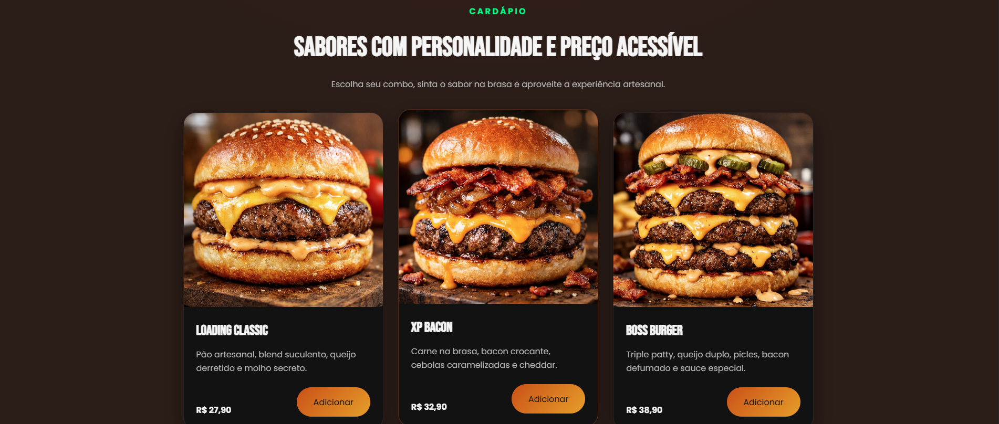 CARDÁPIO
SABORES COM PERSONALIDADE E PREÇO ACESSÍVEL
Escolha seu combo, sinta o sabor na brasa e aproveite a experiência artesanal.
LOADING CLASSIC
Pão artesanal, blend suculento, queijo
derretido e molho secreto.
R$ 27,90
Adicionar
XP BACON
Carne na brasa, bacon crocante,
cebolas caramelizadas e cheddar.
R$ 32,90
Adicionar
BOSS BURGER
Triple patty, queijo duplo, picles, bacon
defumado e sauce especial.
R$ 38,90
Adicionar